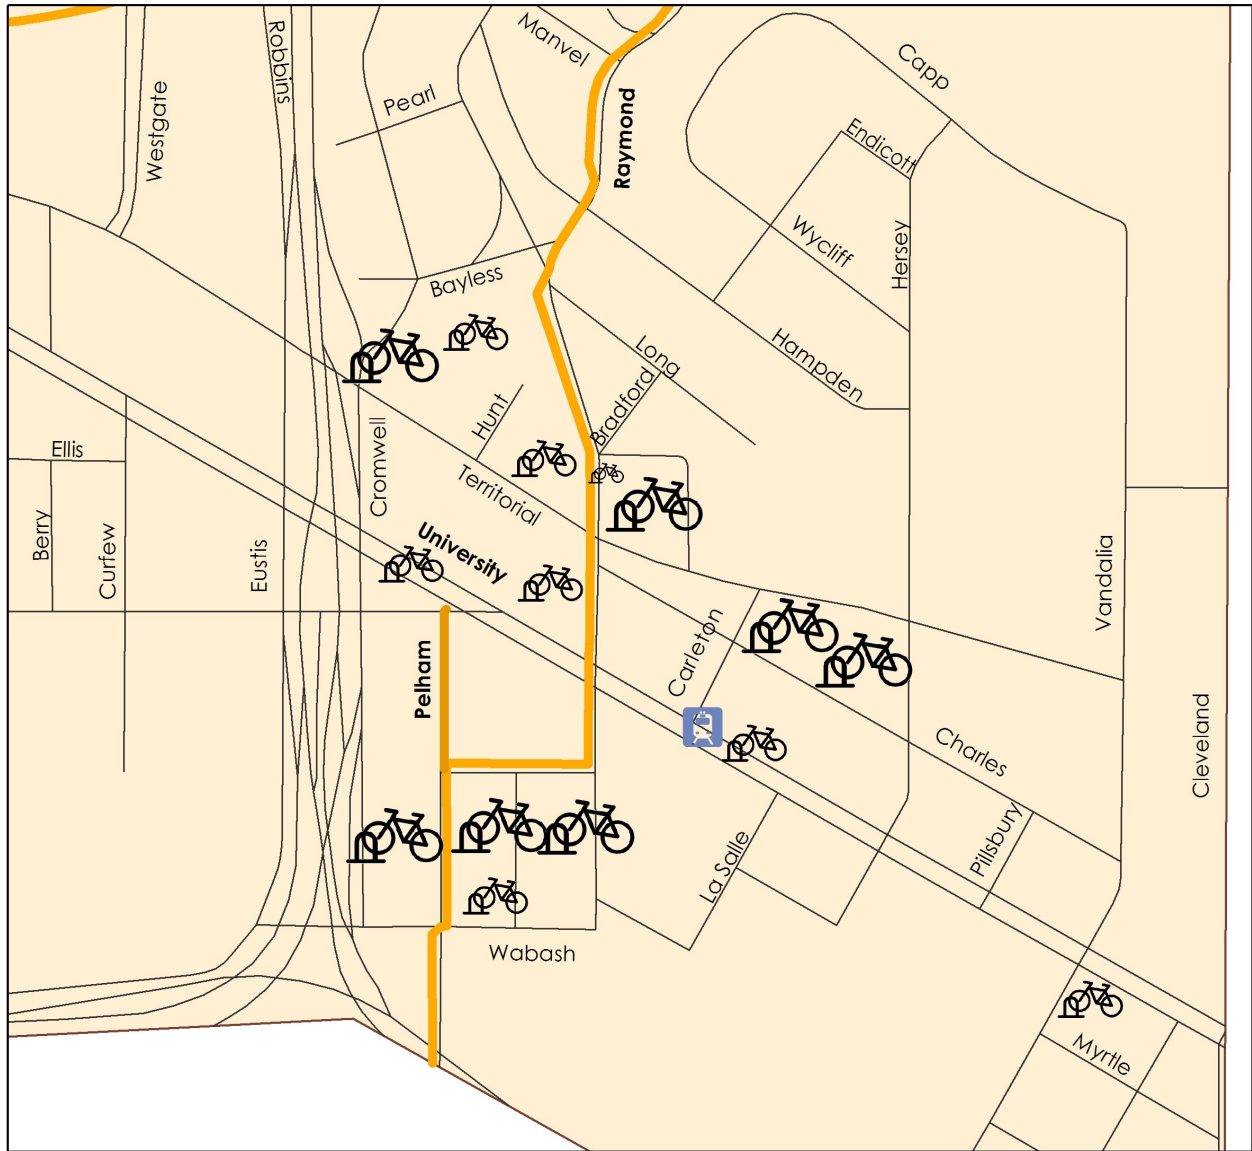 Robbins
Manvel
Capp
Westgate
Pearl
Raymond
Endicott
Wycliff
Hersey
Bayless
Long
Hampden
Bradford
Hunt
Cromwell
Ellis
Territorial
Berry
Curfew
Eustis
University
Vandalia
Carleton
Pelham
Cleveland
Charles
Pillsbury
La Salle
Wabash
Myrtle